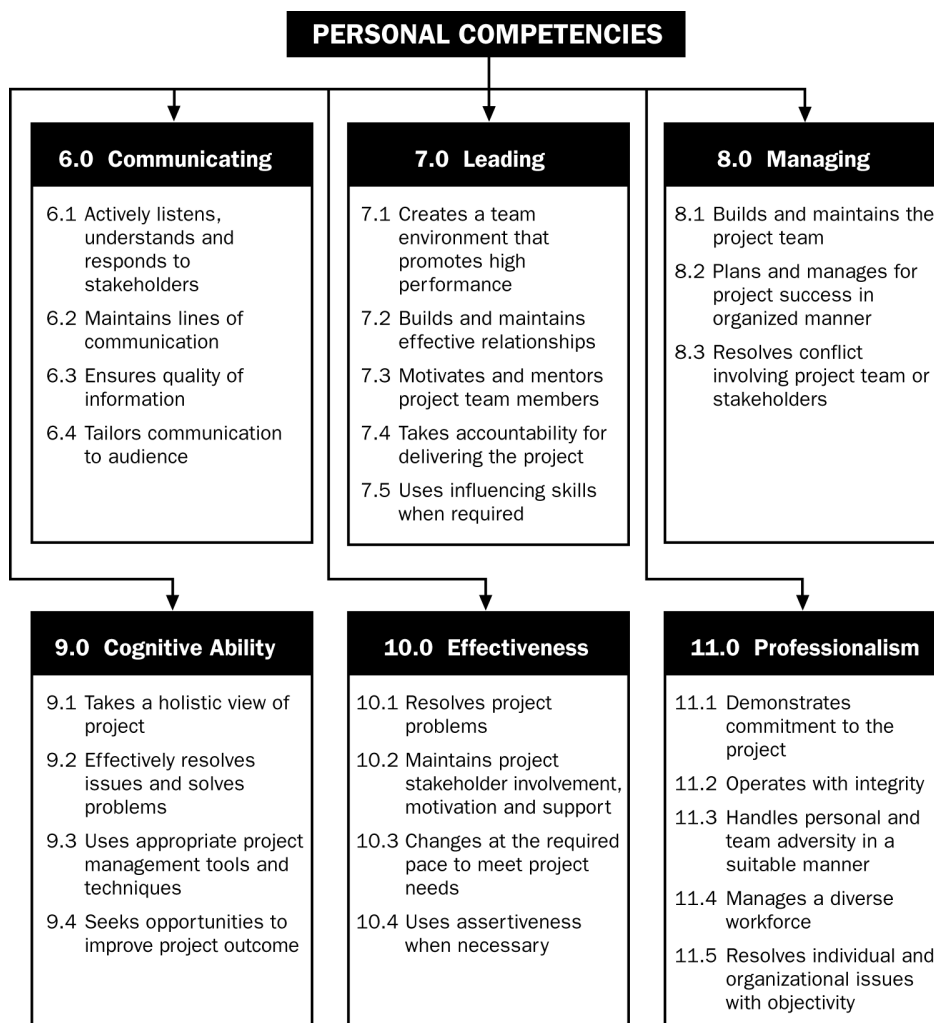 PERSONAL COMPETENCIES
6.0 Communicating
6.1 Actively listens,
understands and
responds to
stakeholders
6.2 Maintains lines of
communication
6.3 Ensures quality of
information
6.4 Tailors communication
to audience
7.0 Leading
7.1 Creates a team
environment that
promotes high
performance
7.2 Builds and maintains
effective relationships
7.3 Motivates and mentors
project team members
7.4 Takes accountability for
delivering the project
7.5 Uses influencing skills
when required
8.0 Managing
8.1 Builds and maintains the
project team
8.2 Plans and manages for
project success in
organized manner
8.3 Resolves conflict
involving project team or
stakeholders
9.0 Cognitive Ability
9.1 Takes a holistic view of
project
9.2 Effectively resolves
issues and solves
problems
9.3 Uses appropriate project
management tools and
techniques
9.4 Seeks opportunities to
improve project outcome
10.0 Effectiveness
10.1 Resolves project
problems
10.2 Maintains project
stakeholder involvement,
motivation and support
10.3 Changes at the required
pace to meet project
needs
10.4 Uses assertiveness
when necessary
11.0 Professionalism
11.1 Demonstrates
commitment to the
project
11.2 Operates with integrity
11.3 Handles personal and
team adversity in a
suitable manner
11.4 Manages a diverse
workforce
11.5 Resolves individual and
organizational issues
with objectivity